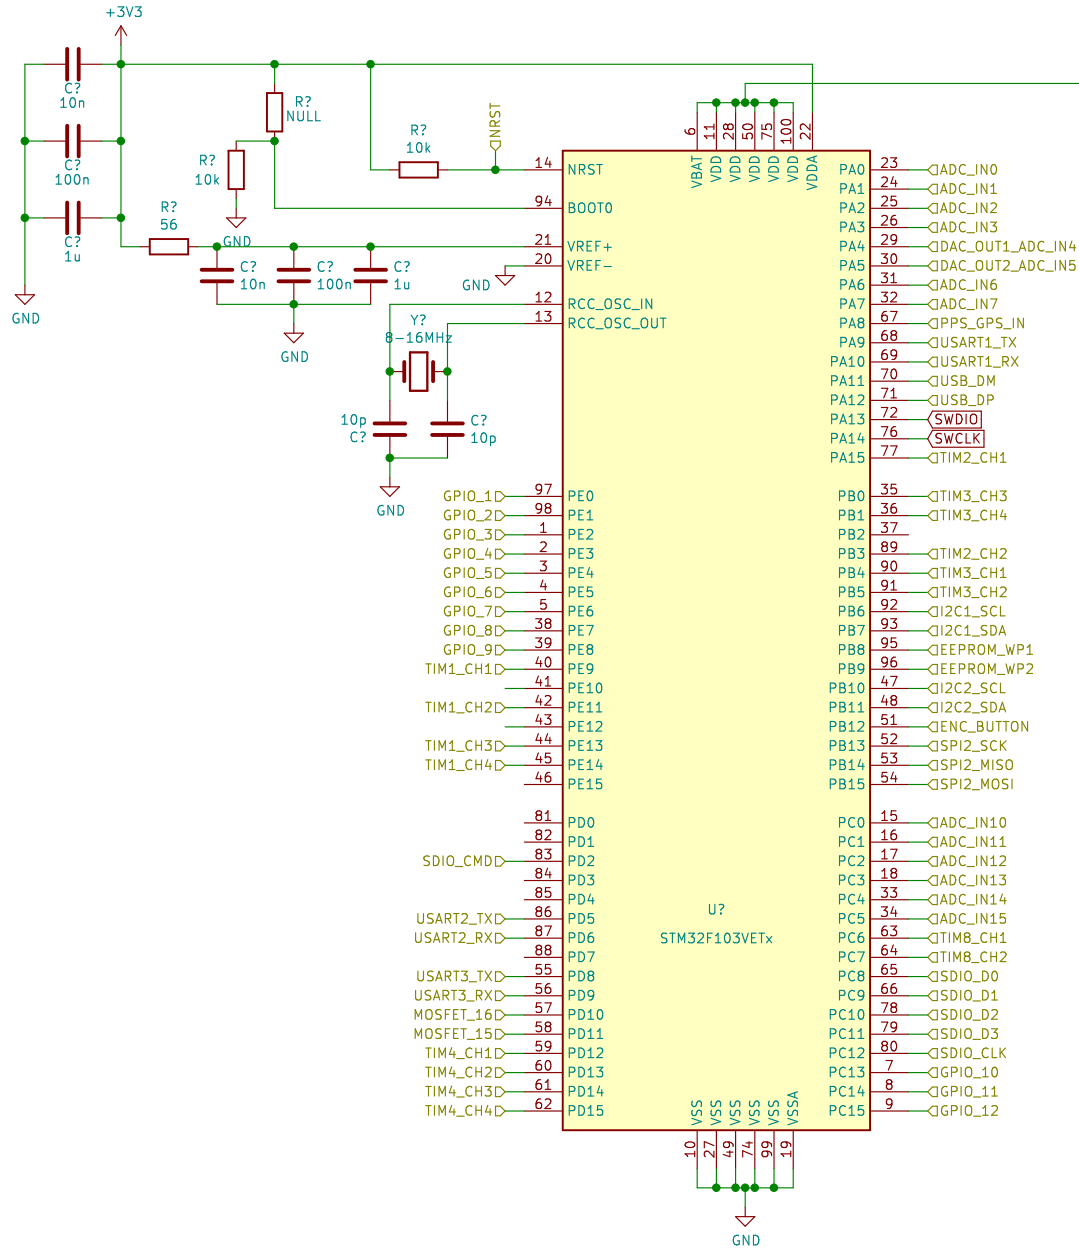 +3V3
C?
10n
C?
100n
C?
1u
GND
R?
NULL
R?
10k
GND
R?
10k
NRST
R?
56
C?
10n
C?
100n
C?
1u
GND
GND
Y?
8-16MHz
10p
C?
C?
10p
GND
6 VBAT
11 VDD
28 VDD
50 VDD
75 VDD
100 VDD
22 VDDA
14 NRST
94 BOOT0
21 VREF+
20 VREF-
12 RCC_OSC_IN
13 RCC_OSC_OUT
GPIO_1 97 PE0
GPIO_2 98 PE1
GPIO_3 1 PE2
GPIO_4 2 PE3
GPIO_5 3 PE4
GPIO_6 4 PE5
GPIO_7 5 PE6
GPIO_8 38 PE7
GPIO_9 39 PE8
TIM1_CH1 40 PE9
41 PE10
TIM1_CH2 42 PE11
43 PE12
TIM1_CH3 44 PE13
TIM1_CH4 45 PE14
46 PE15
81 PD0
82 PD1
SDIO_CMD 83 PD2
84 PD3
85 PD4
USART2_TX 86 PD5
USART2_RX 87 PD6
88 PD7
USART3_TX 55 PD8
USART3_RX 56 PD9
MOSFET_16 57 PD10
MOSFET_15 58 PD11
TIM4_CH1 59 PD12
TIM4_CH2 60 PD13
TIM4_CH3 61 PD14
TIM4_CH4 62 PD15
U?
STM32F103VETx
PA0 23 ADC_IN0
PA1 24 ADC_IN1
PA2 25 ADC_IN2
PA3 26 ADC_IN3
PA4 29 DAC_OUT1_ADC_IN4
PA5 30 DAC_OUT2_ADC_IN5
PA6 31 ADC_IN6
PA7 32 ADC_IN7
PA8 67 PPS_GPS_IN
PA9 68 USART1_TX
PA10 69 USART1_RX
PA11 70 USB_DM
PA12 71 USB_DP
PA13 72 SWDIO
PA14 76 SWCLK
PA15 77 TIM2_CH1
PB0 35 TIM3_CH3
PB1 36 TIM3_CH4
PB2 37
PB3 89 TIM2_CH2
PB4 90 TIM3_CH1
PB5 91 TIM3_CH2
PB6 92 I2C1_SCL
PB7 93 I2C1_SDA
PB8 95 EEPROM_WP1
PB9 96 EEPROM_WP2
PB10 47 I2C2_SCL
PB11 48 I2C2_SDA
PB12 51 ENC_BUTTON
PB13 52 SPI2_SCK
PB14 53 SPI2_MISO
PB15 54 SPI2_MOSI
PC0 15 ADC_IN10
PC1 16 ADC_IN11
PC2 17 ADC_IN12
PC3 18 ADC_IN13
PC4 33 ADC_IN14
PC5 34 ADC_IN15
PC6 63 TIM8_CH1
PC7 64 TIM8_CH2
PC8 65 SDIO_D0
PC9 66 SDIO_D1
PC10 78 SDIO_D2
PC11 79 SDIO_D3
PC12 80 SDIO_CLK
PC13 7 GPIO_10
PC14 8 GPIO_11
PC15 9 GPIO_12
10 VSS
27 VSS
49 VSS
74 VSS
99 VSS
19 VSSA
GND